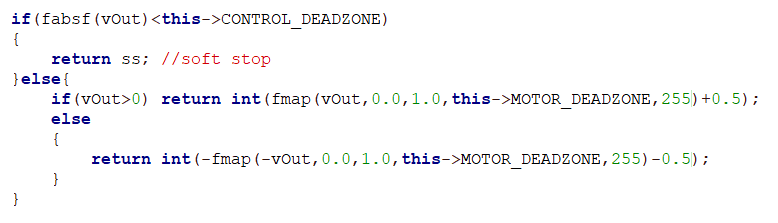 if(fabsf(vOut)<this->CONTROL_DEADZONE)
{
    return ss; //soft stop
}else{
    if(vOut>0) return int(fmap(vOut,0.0,1.0,this->MOTOR_DEADZONE,255)+0.5);
    else
    {
        return int(-fmap(-vOut,0.0,1.0,this->MOTOR_DEADZONE,255)-0.5);
    }
}